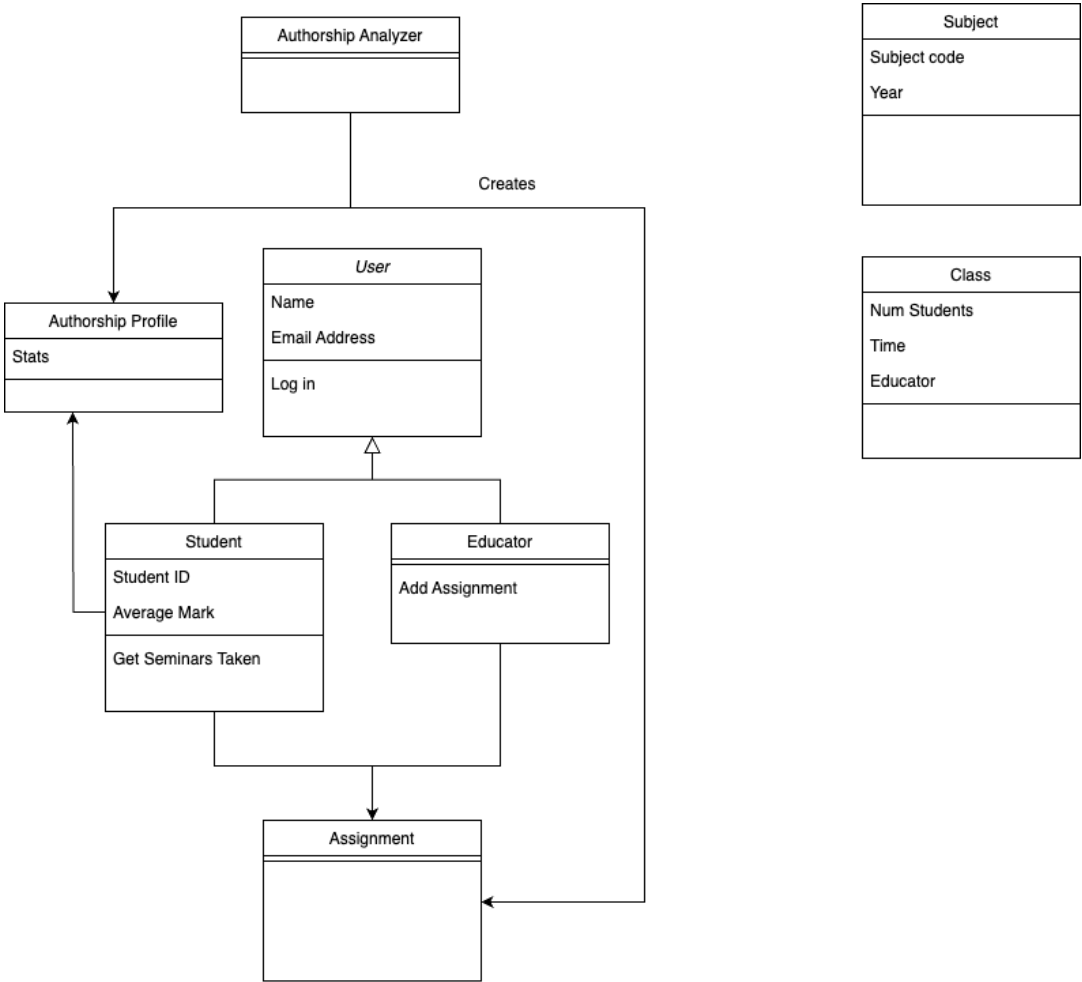 Authorship Analyzer
Subject
Subject code
Year
Creates
User
Name
Email Address
Log in
Class
Num Students
Time
Educator
Authorship Profile
Stats
Student
Student ID
Average Mark
Get Seminars Taken
Educator
Add Assignment
Assignment